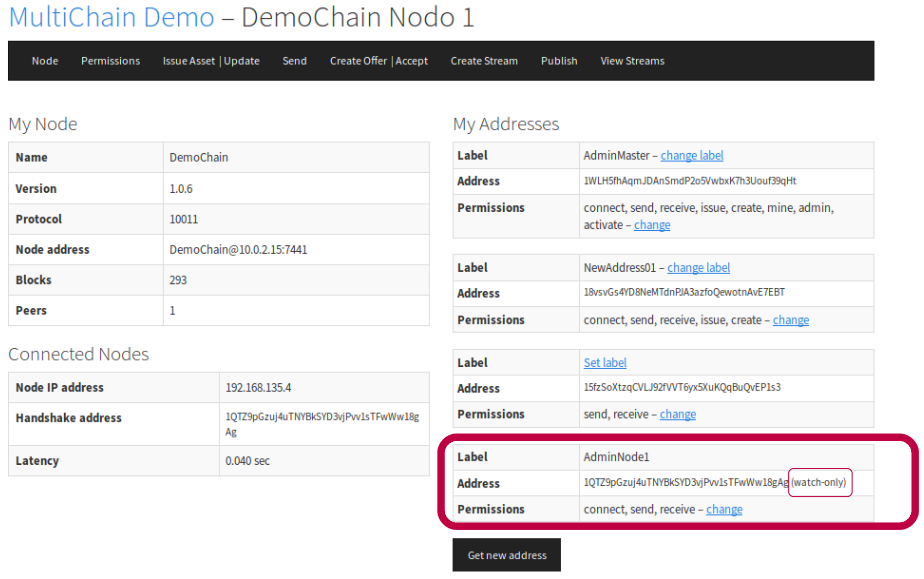 MultiChain Demo – DemoChain Nodo 1
Node Permissions Issue Asset | Update Send Create Offer | Accept Create Stream Publish View Streams
My Node
Name DemoChain
Version 1.0.6
Protocol 10011
Node address DemoChain@10.0.2.15:7441
Blocks 293
Peers 1
Connected Nodes
Node IP address 192.168.135.4
Handshake address 1QTZ9pGzuj4uTNYBkSYD3vjPvv1sTFwWw18g
Ag
Latency 0.040 sec
My Addresses
Label AdminMaster – change label
Address 1WLH5fhAqmJDAnSmdP2o5VwbxK7h3Uouf39qHt
Permissions connect, send, receive, issue, create, mine, admin,
activate – change
Label NewAddress01 – change label
Address 18vsvGs4YD8NeMTdnPJA3azfoQewotnAvE7EBT
Permissions connect, send, receive, issue, create – change
Label Set label
Address 15fzSoXtzqCVLJ92fVVT6yx5XuKQqBuQvEP1s3
Permissions send, receive – change
Label AdminNode1
Address 1QTZ9pGzuj4uTNYBkSYD3vjPvv1sTFwWw18gAg (watch-only)
Permissions connect, send, receive – change
Get new address